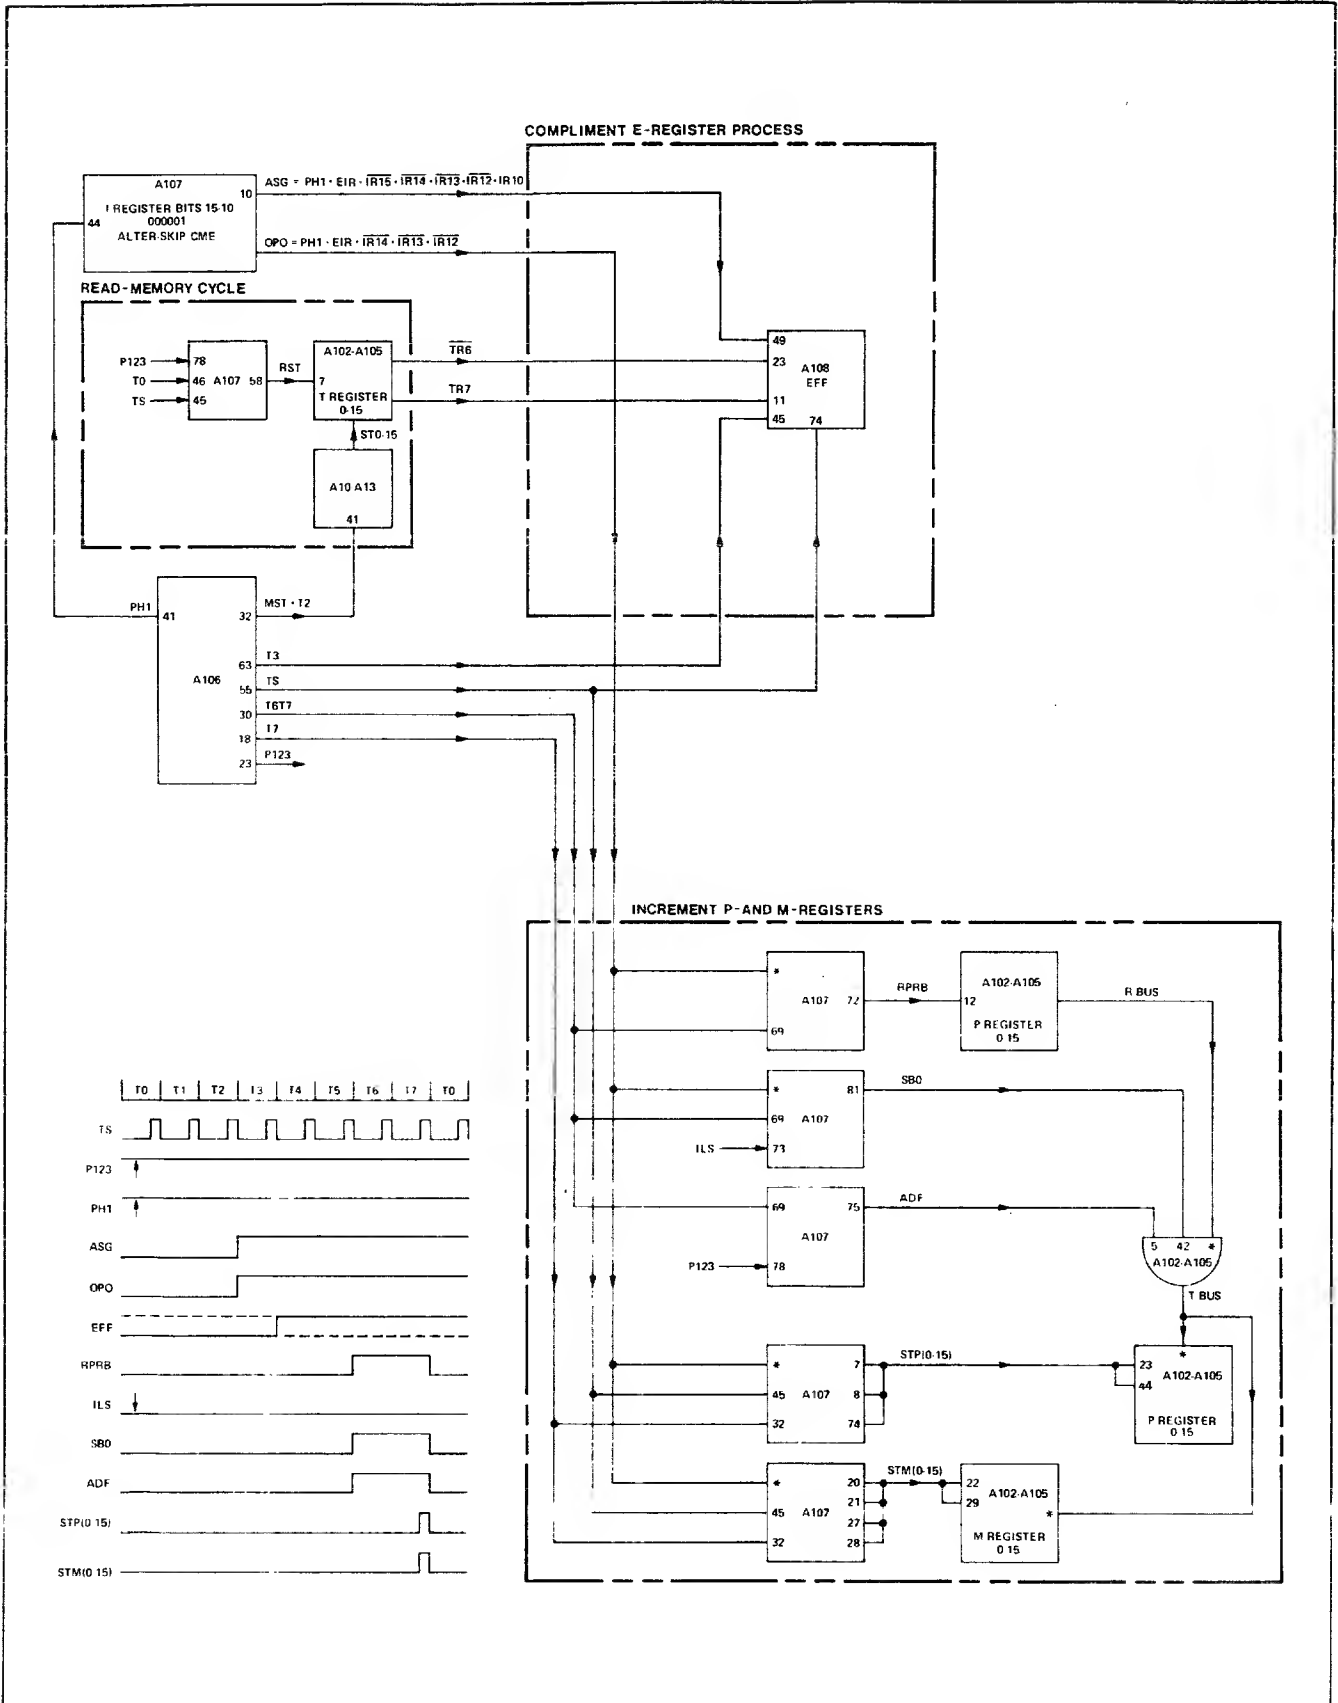 COMPLIMENT E-REGISTER PROCESS
A107
10
I REGISTER BITS 15-10
44
000001
ALTER-SKIP CME
ASG = PH1 · EIR · IR15 · IR14 · IR13 · IR12 · IR10
OPO = PH1 · EIR · IR14 · IR13 · IR12
READ-MEMORY CYCLE
P123
T0
TS
78
46 A107 58
45
RST
A102-A105
7
T REGISTER
0-15
ST0-15
A10 A13
41
TR6
TR7
49
23
A108
EFF
11
45
74
PH1
41
32
MST · T2
A106
63
T3
55
TS
30
T6T7
18
T7
23
P123
INCREMENT P-AND M-REGISTERS
*
A107 72
69
RPRB
A102-A105
12
P REGISTER
0-15
R BUS
*
81
69 A107
73
ILS
SB0
69
75
A107
78
P123
ADF
5 42 *
A102-A105
T BUS
*
7
45 A107 8
32
74
STP(0-15)
*
23
A102-A105
44
P REGISTER
0 15
*
20
21
45 A107
27
32
28
STM(0-15)
22
A102-A105
29
*
M REGISTER
0 15
T0 T1 T2 T3 T4 T5 T6 T7 T0
TS
P123
PH1
ASG
OPO
EFF
RPRB
ILS
SB0
ADF
STP(0 15)
STM(0 15)